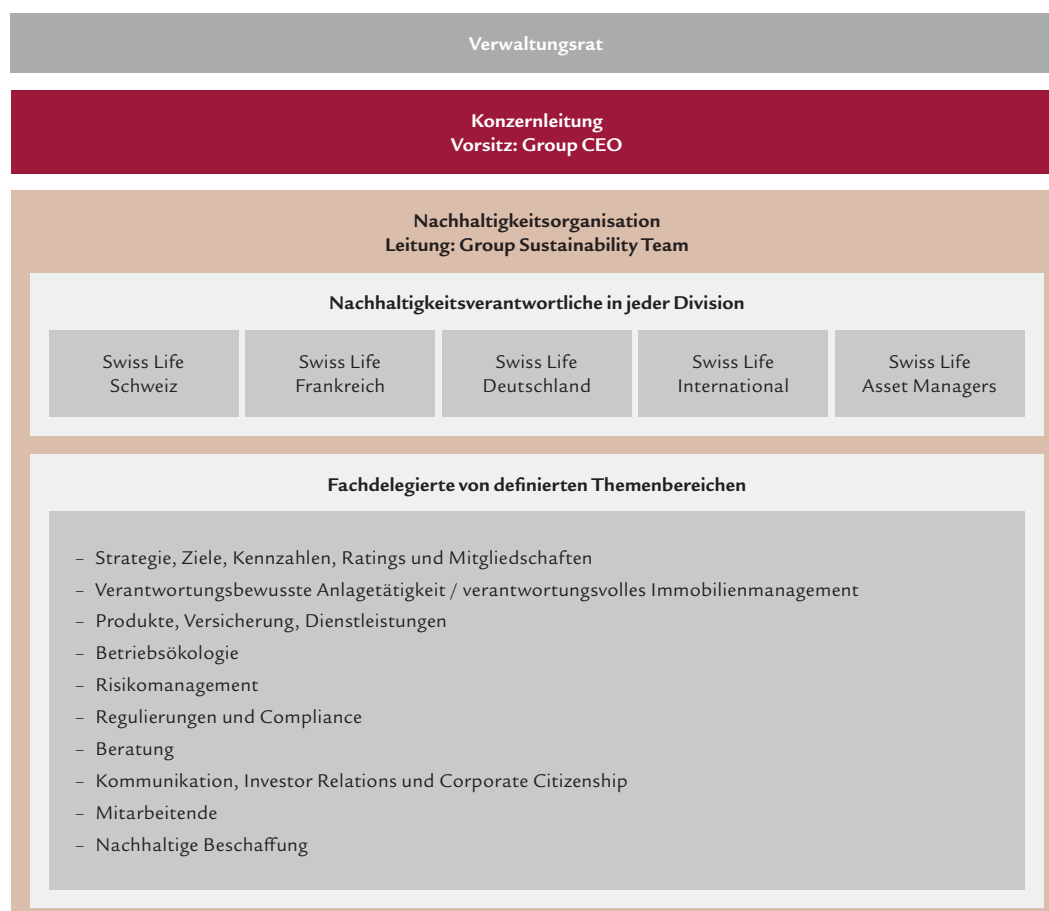 Verwaltungsrat
Konzernleitung
Vorsitz: Group CEO
Nachhaltigkeitsorganisation
Leitung: Group Sustainability Team
Nachhaltigkeitsverantwortliche in jeder Division
Swiss Life
Schweiz
Swiss Life
Frankreich
Swiss Life
Deutschland
Swiss Life
International
Swiss Life
Asset Managers
Fachdelegierte von definierten Themenbereichen
– Strategie, Ziele, Kennzahlen, Ratings und Mitgliedschaften
– Verantwortungsbewusste Anlagetätigkeit / verantwortungsvolles Immobilienmanagement
– Produkte, Versicherung, Dienstleistungen
– Betriebsökologie
– Risikomanagement
– Regulierungen und Compliance
– Beratung
– Kommunikation, Investor Relations und Corporate Citizenship
– Mitarbeitende
– Nachhaltige Beschaffung